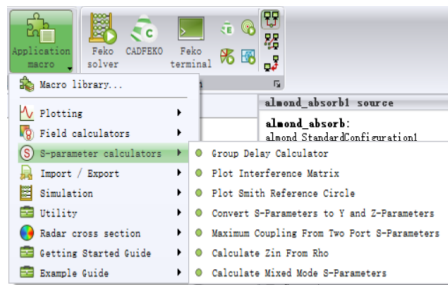 Application macro
Feko solver
CADFEKO
Feko terminal
Macro library...
almond_absorb1 source
Plotting
almond_absorb:
Field calculators
almond StandardConfiguration1
S-parameter calculators
Group Delay Calculator
Import / Export
Plot Interference Matrix
Simulation
Plot Smith Reference Circle
Utility
Convert S-Parameters to Y and Z-Parameters
Radar cross section
Maximum Coupling From Two Port S-Parameters
Getting Started Guide
Calculate Zin From Rho
Example Guide
Calculate Mixed Mode S-Parameters